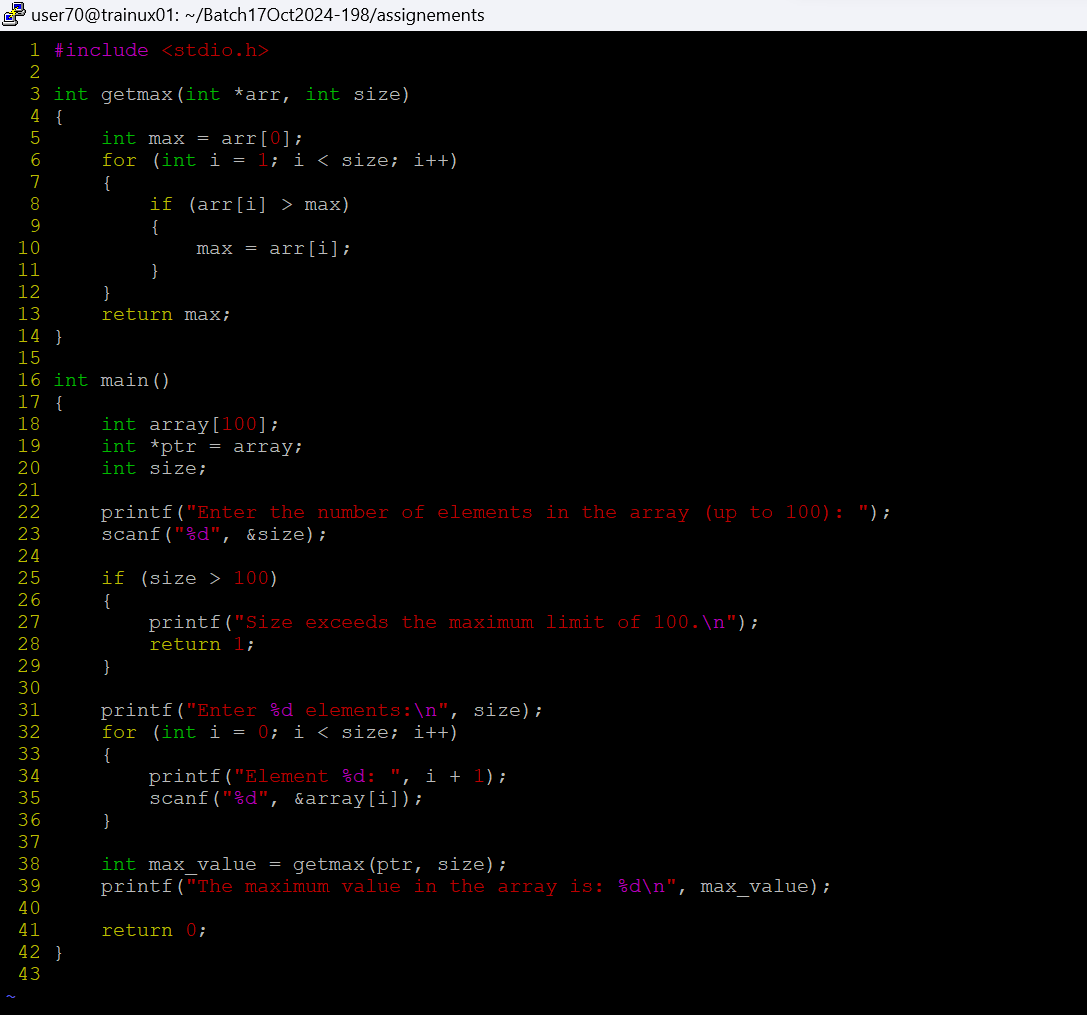 user70@trainux01: ~/Batch17Oct2024-198/assignements
1 #include <stdio.h>
2
3 int getmax(int *arr, int size)
4 {
5     int max = arr[0];
6     for (int i = 1; i < size; i++)
7     {
8         if (arr[i] > max)
9         {
10             max = arr[i];
11         }
12     }
13     return max;
14 }
15
16 int main()
17 {
18     int array[100];
19     int *ptr = array;
20     int size;
21
22     printf("Enter the number of elements in the array (up to 100): ");
23     scanf("%d", &size);
24
25     if (size > 100)
26     {
27         printf("Size exceeds the maximum limit of 100.\n");
28         return 1;
29     }
30
31     printf("Enter %d elements:\n", size);
32     for (int i = 0; i < size; i++)
33     {
34         printf("Element %d: ", i + 1);
35         scanf("%d", &array[i]);
36     }
37
38     int max_value = getmax(ptr, size);
39     printf("The maximum value in the array is: %d\n", max_value);
40
41     return 0;
42 }
43
~